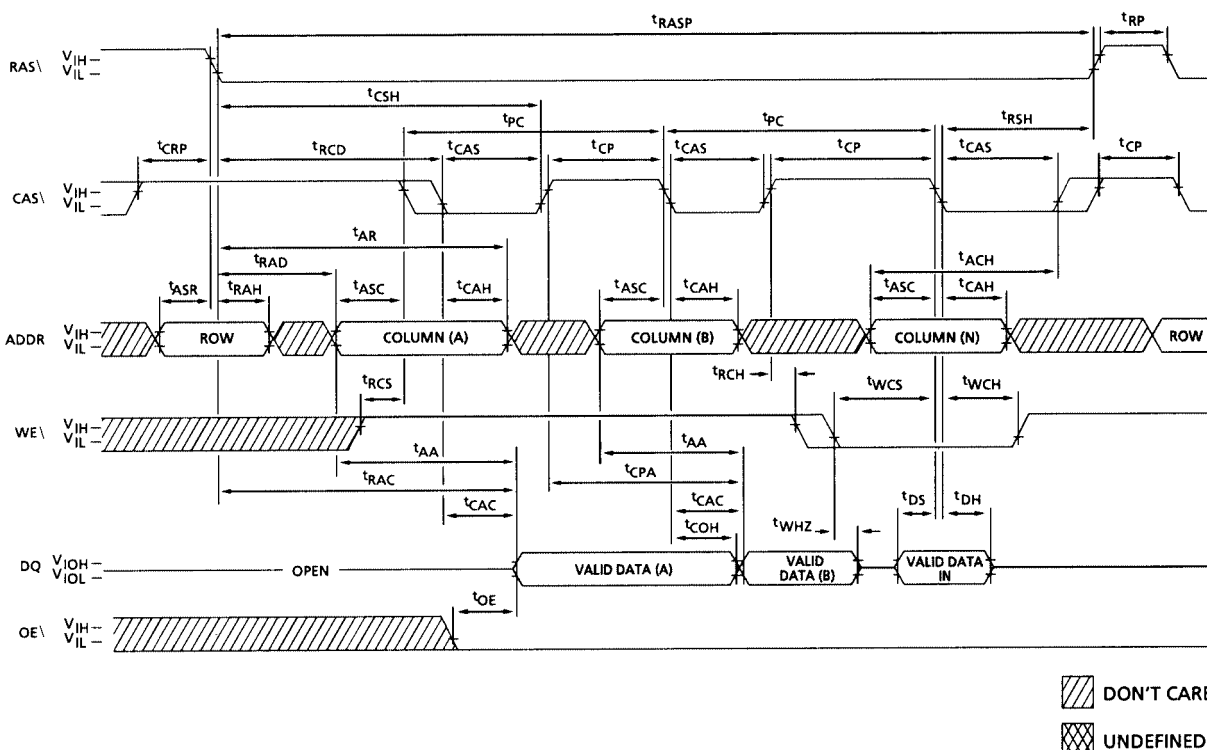 tRASP tRP
RAS\ VIH VIL
tCSH
tPC tPC tRSH
tCRP tRCD tCAS tCP tCAS tCP tCAS tCP
CAS\ VIH VIL
tAR
tRAD tACH
tASR tRAH tASC tCAH tASC tCAH tASC tCAH
ADDR VIH VIL ROW COLUMN (A) COLUMN (B) COLUMN (N) ROW
tRCS tRCH tWCS tWCH
WE\ VIH VIL
tAA tAA
tRAC tCPA
tCAC tCAC tDS tDH
tCOH tWHZ
DQ VIOH VIOL OPEN VALID DATA (A) VALID DATA (B) VALID DATA IN
tOE
OE\ VIH VIL
DON'T CARE
UNDEFINED